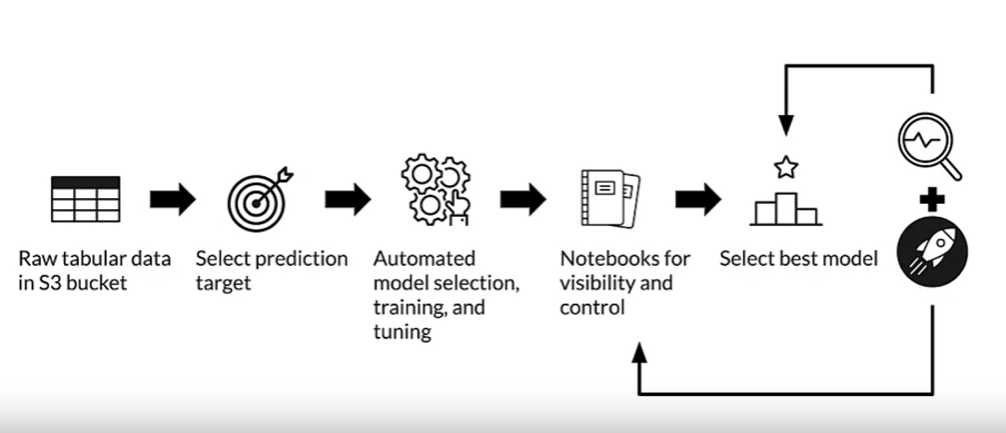 Raw tabular data
in S3 bucket
Select prediction
target
Automated
model selection,
training, and
tuning
Notebooks for
visibility and
control
Select best model